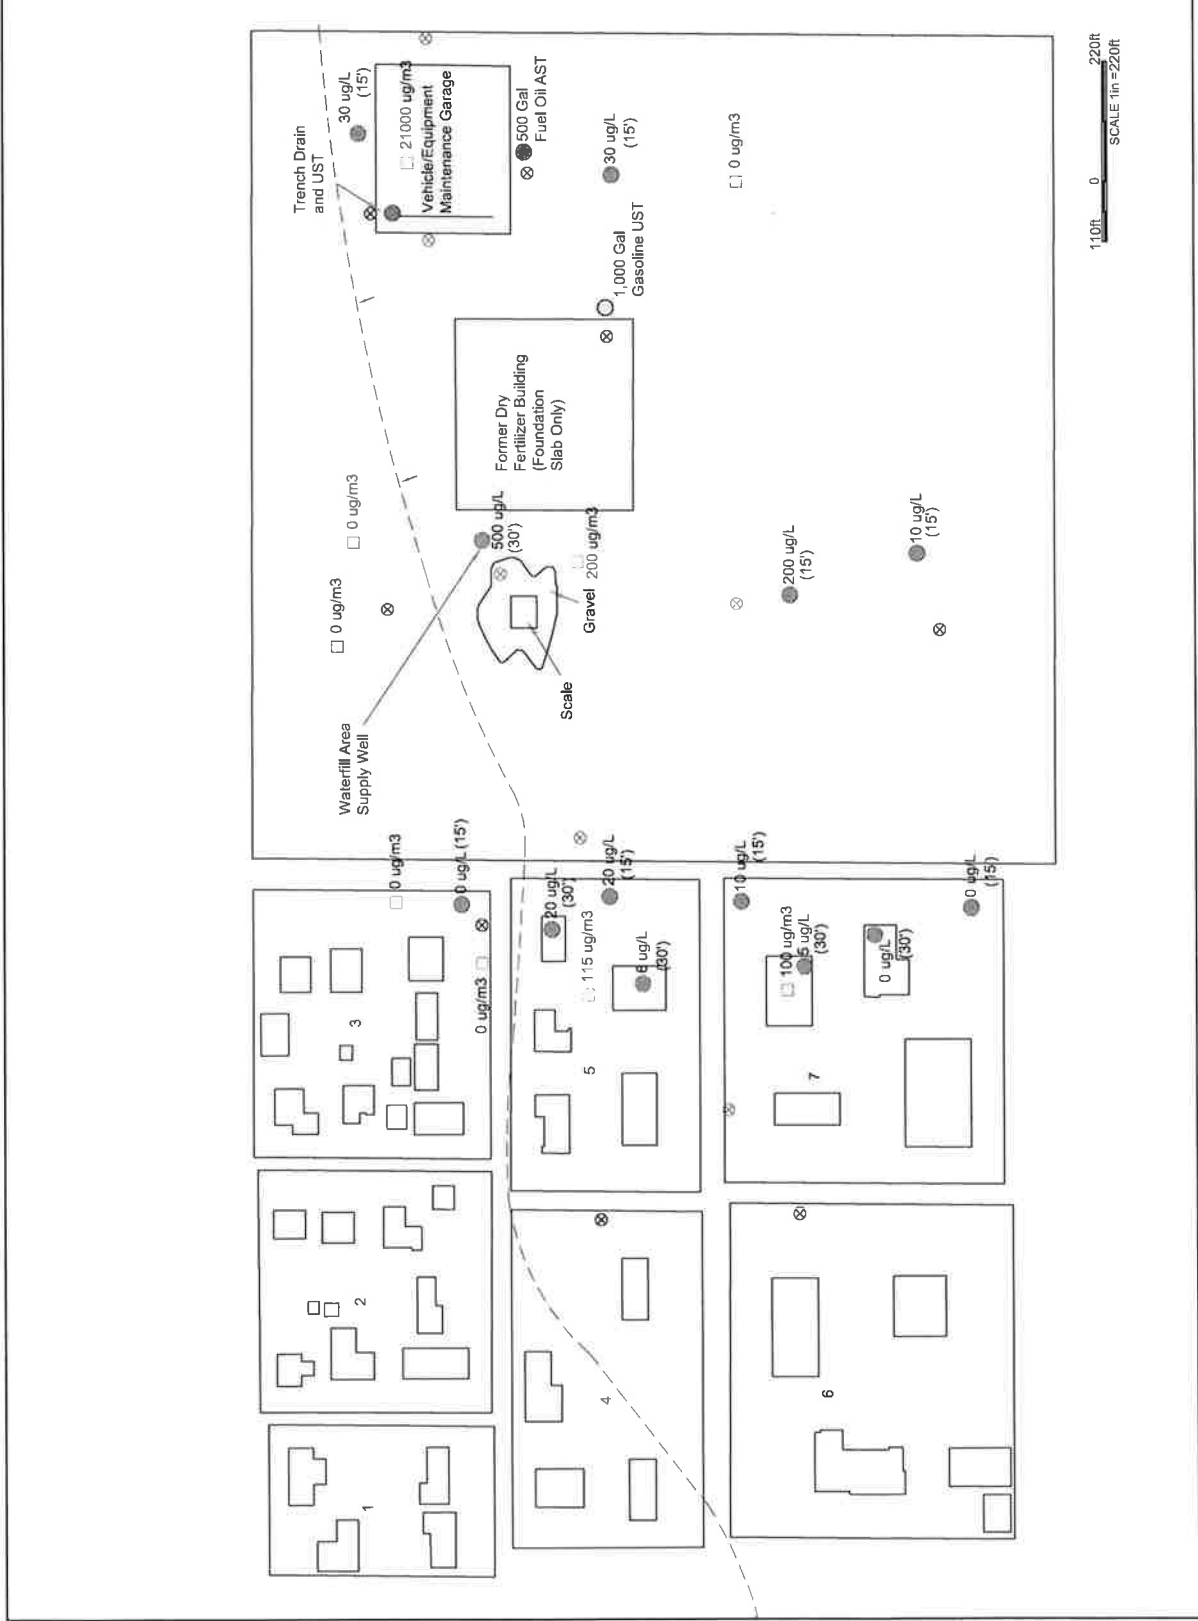 Trench Drain
and UST
30 ug/L
(15')
21000 ug/m3
Vehicle/Equipment
Maintenance Garage
500 Gal
Fuel Oil AST
30 ug/L
(15')
1,000 Gal
Gasoline UST
0 ug/m3
0 ug/m3
0 ug/m3
Former Dry
Fertilizer Building
(Foundation
Slab Only)
500 ug/L
(30')
200 ug/m3
Gravel
Scale
Waterfill Area
Supply Well
200 ug/L
(15')
10 ug/L
(15')
0 ug/m3
0 ug/L (15')
0 ug/m3
20 ug/L
(30')
20 ug/L
(15')
115 ug/m3
6 ug/L
(30')
10 ug/L
(15')
100 ug/m3
5 ug/L
(30')
0 ug/L
(30')
0 ug/L
(15')
1
2
3
4
5
6
7
110ft
0
220ft
SCALE 1in =220ft